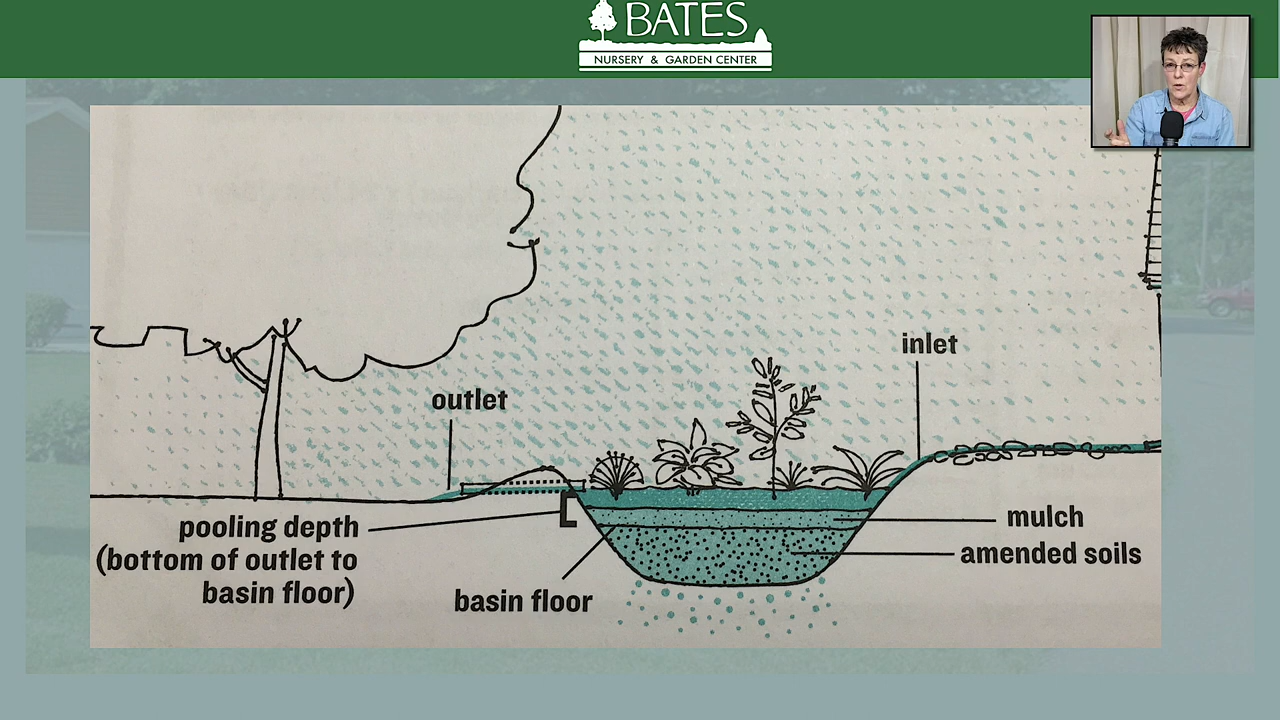 BATES
NURSERY & GARDEN CENTER
inlet
outlet
pooling depth
(bottom of outlet to
basin floor)
basin floor
mulch
amended soils